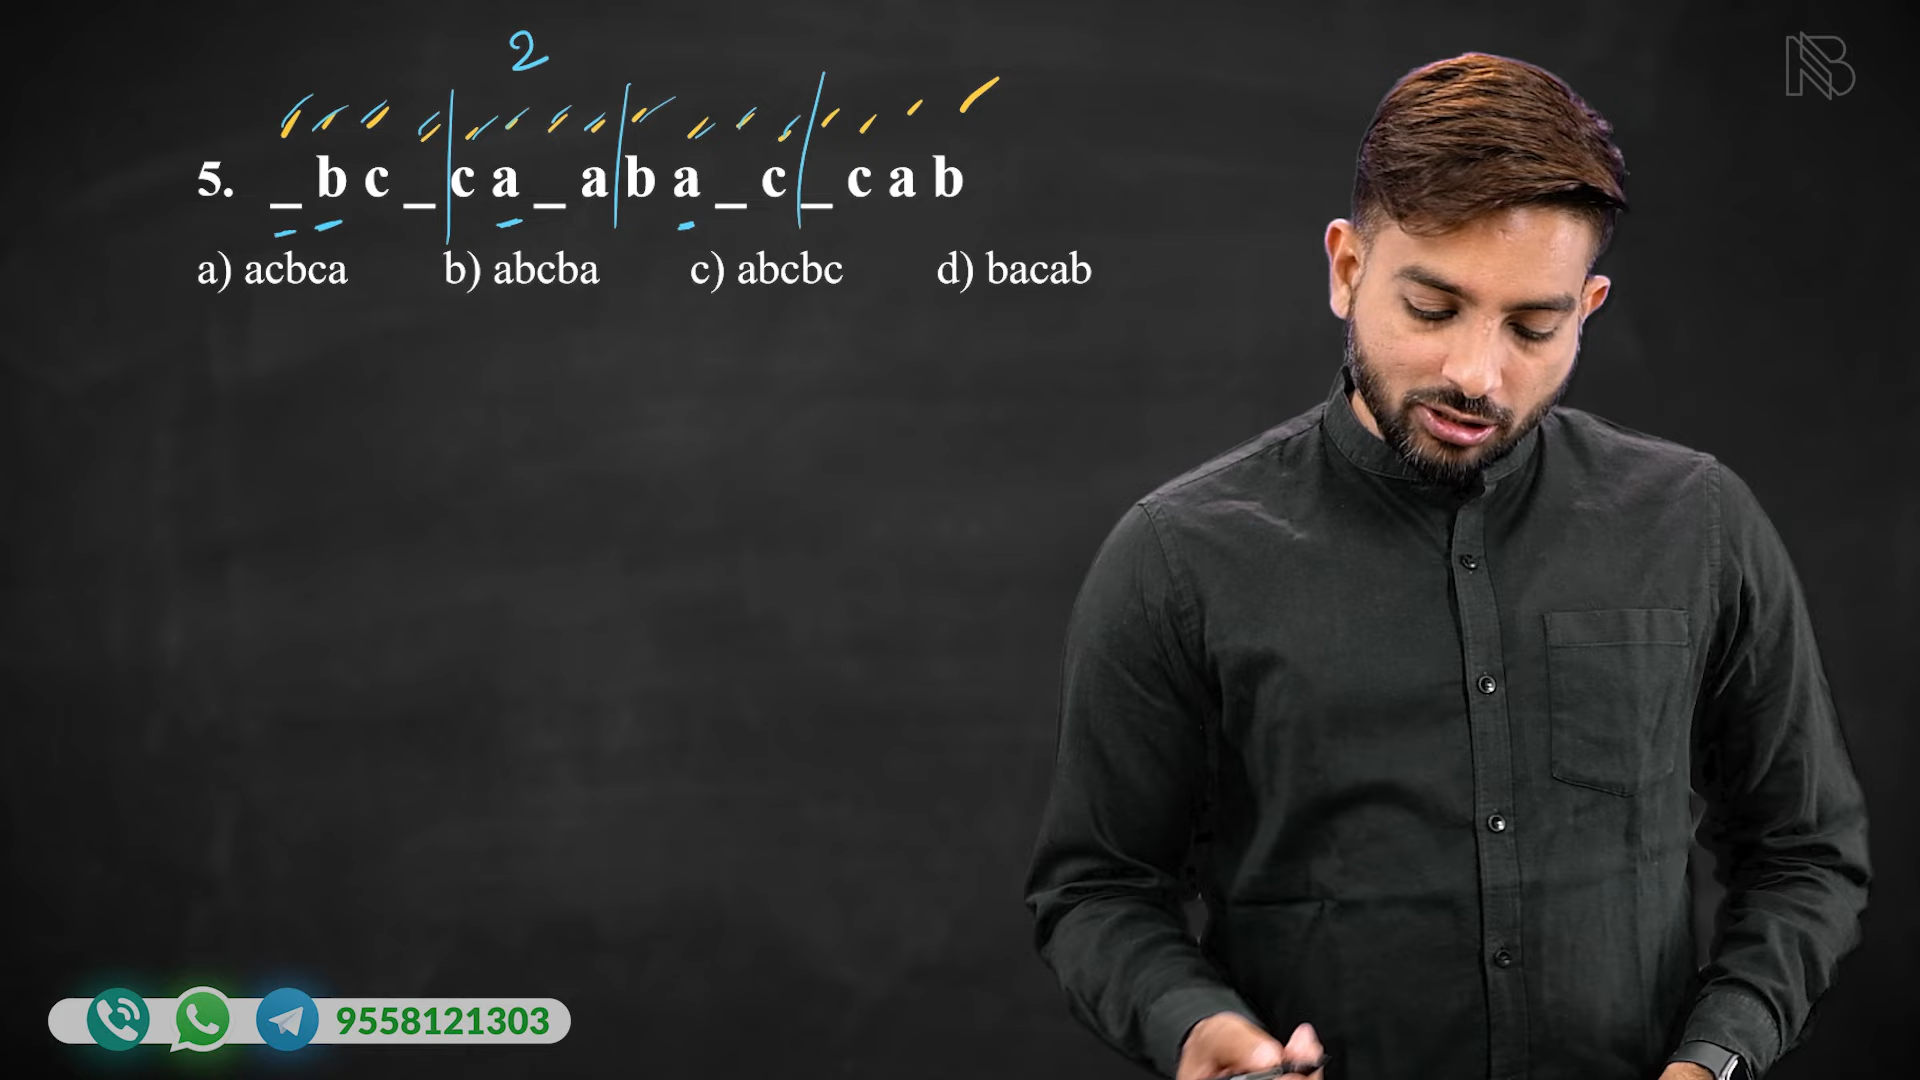 2
5. _ b c _ c a _ a b a _ c _ c a b
a) acbca b) abcba c) abcbc d) bacab
9558121303